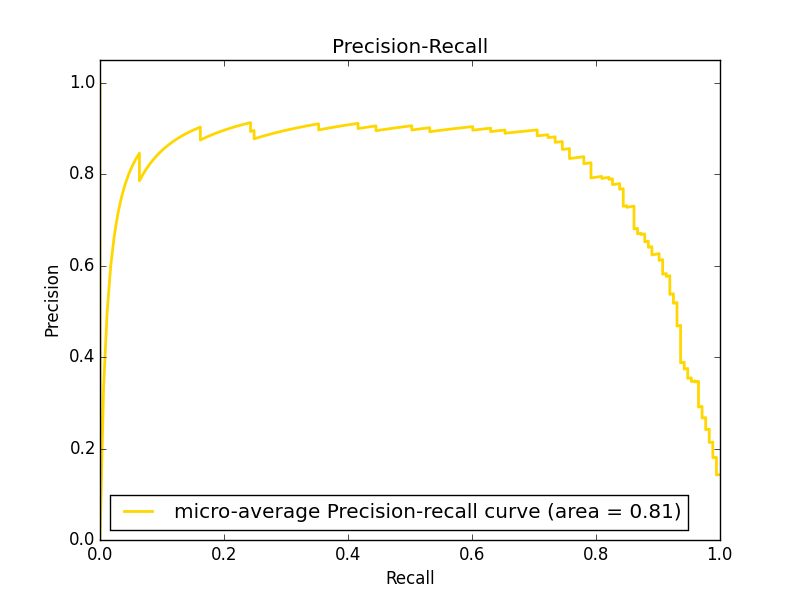 Precision-Recall
1.0
0.8
0.6
0.4
0.2
0.0
Precision
micro-average Precision-recall curve (area = 0.81)
0.0 0.2 0.4 0.6 0.8 1.0
Recall